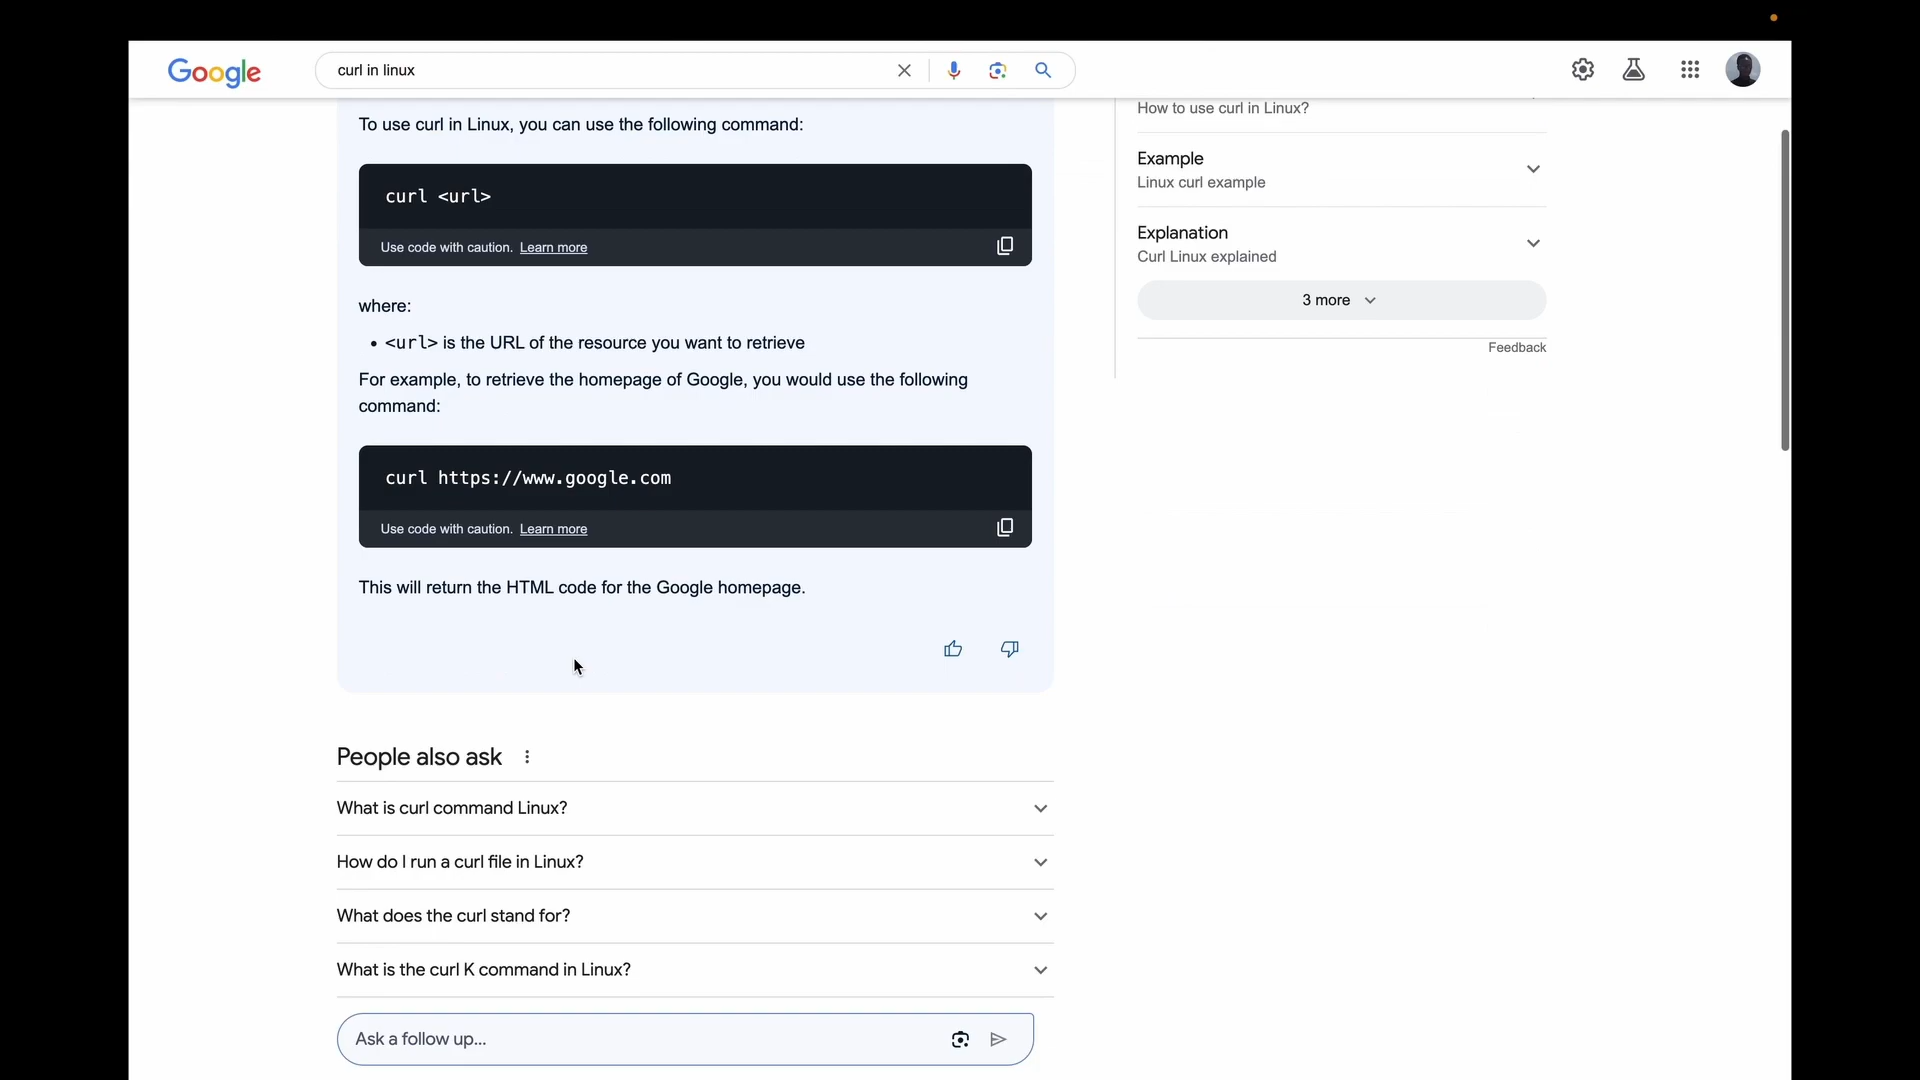 Google
curl in linux
To use curl in Linux, you can use the following command:
curl <url>
Use code with caution. Learn more
where:
• <url> is the URL of the resource you want to retrieve
For example, to retrieve the homepage of Google, you would use the following
command:
curl https://www.google.com
Use code with caution. Learn more
This will return the HTML code for the Google homepage.
People also ask
What is curl command Linux?
How do I run a curl file in Linux?
What does the curl stand for?
What is the curl K command in Linux?
Ask a follow up...
How to use curl in Linux?
Example
Linux curl example
Explanation
Curl Linux explained
3 more
Feedback